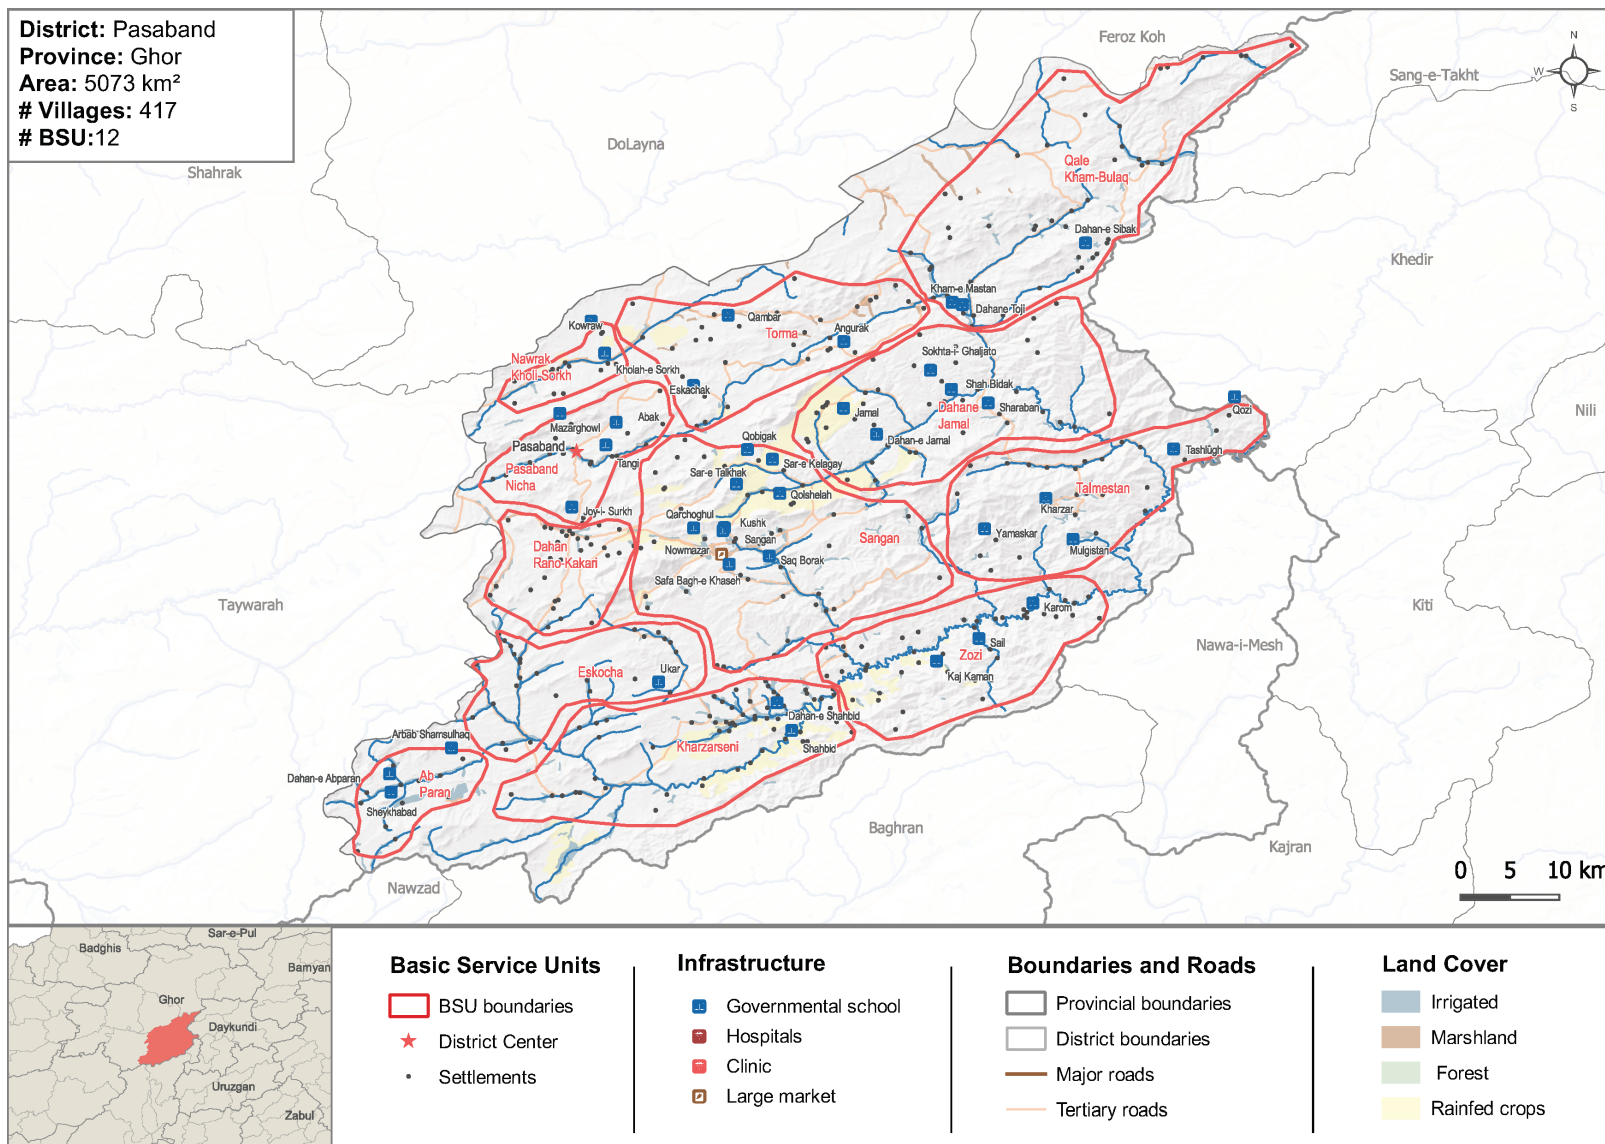 District: Pasaband
Province: Ghor
Area: 5073 km²
# Villages: 417
# BSU:12
Feroz Koh
Sang-e-Takht
N
W
S
DoLayna
Shahrak
Qale
Kham-Bulaq
Dahan-e Sibak
Khedir
Kham-e Mastan
Dahane Toji
Kowraw
Qambar
Torma
Angurak
Nawrak
Kholi-Sorkh
Kholah-e Sorkh
Eskachak
Sokhta-i- Ghaljato
Shah Bidak
Sharaban
Dahane
Jamal
Jamal
Dahan-e Jamal
Qozi
Nili
Mazarghowl
Abak
Pasaband
Tangi
Pasaband
Nicha
Qobigak
Sar-e Kelagay
Sar-e Talkhak
Qolshelah
Tashlūgh
Talmestan
Kharzar
Joy-i- Surkh
Qarchoghul
Kushk
Sangan
Nowmazar
Saq Borak
Safa Bagh-e Khaseh
Sangan
Yamaskar
Mulgistan
Dahan
Rano-Kakari
Taywarah
Kiti
Karom
Sail
Zozi
Kaj Kaman
Nawa-i-Mesh
Eskocha
Ukar
Arbab Shamsulhaq
Dahan-e Shahbid
Shahbid
Kharzarseni
Dahan-e Abparan
Ab
Paran
Sheykhabad
Baghran
Kajran
Nawzad
0 5 10 km
Sar-e-Pul
Badghis
Bamyan
Ghor
Daykundi
Uruzgan
Zabul
Basic Service Units
BSU boundaries
District Center
Settlements
Infrastructure
Governmental school
Hospitals
Clinic
Large market
Boundaries and Roads
Provincial boundaries
District boundaries
Major roads
Tertiary roads
Land Cover
Irrigated
Marshland
Forest
Rainfed crops